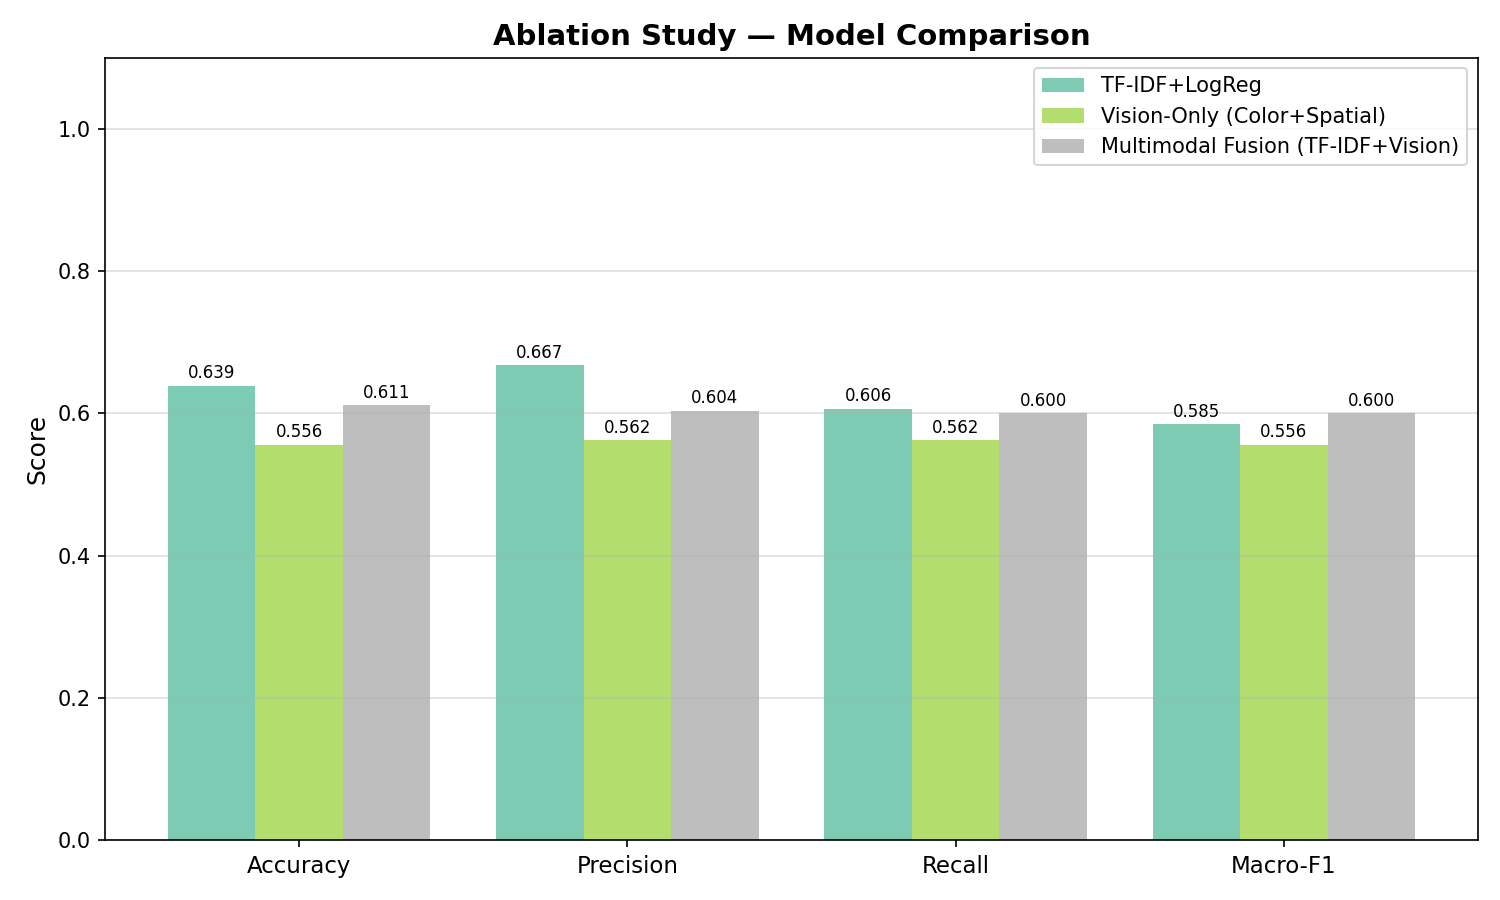 Ablation Study — Model Comparison
TF-IDF+LogReg
Vision-Only (Color+Spatial)
Multimodal Fusion (TF-IDF+Vision)
Score
1.0
0.8
0.6
0.4
0.2
0.0
0.639
0.556
0.611
0.667
0.562
0.604
0.606
0.562
0.600
0.585
0.556
0.600
Accuracy
Precision
Recall
Macro-F1